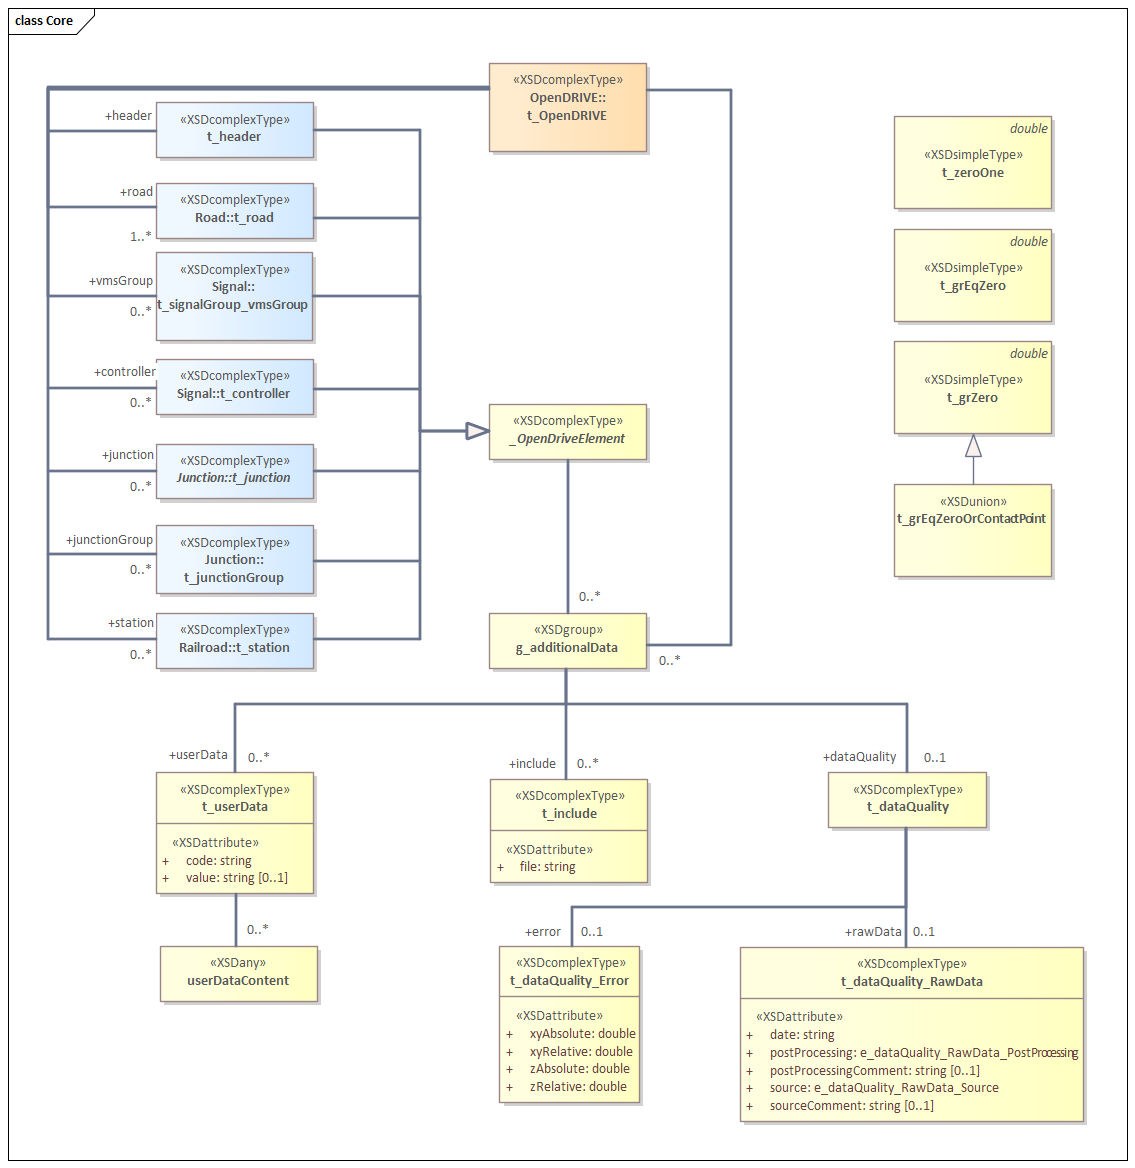 class Core
«XSDcomplexType»
OpenDRIVE::
t_OpenDRIVE
+header
«XSDcomplexType»
t_header
+road
1..*
«XSDcomplexType»
Road::t_road
+vmsGroup
0..*
«XSDcomplexType»
Signal::
t_signalGroup_vmsGroup
+controller
0..*
«XSDcomplexType»
Signal::t_controller
+junction
0..*
«XSDcomplexType»
Junction::t_junction
+junctionGroup
0..*
«XSDcomplexType»
Junction::
t_junctionGroup
+station
0..*
«XSDcomplexType»
Railroad::t_station
«XSDcomplexType»
_OpenDriveElement
0..*
«XSDgroup»
g_additionalData
0..*
double
«XSDsimpleType»
t_zeroOne
double
«XSDsimpleType»
t_grEqZero
double
«XSDsimpleType»
t_grZero
«XSDunion»
t_grEqZeroOrContactPoint
+userData
0..*
«XSDcomplexType»
t_userData
«XSDattribute»
+ code: string
+ value: string [0..1]
0..*
«XSDany»
userDataContent
+include
0..*
«XSDcomplexType»
t_include
«XSDattribute»
+ file: string
+dataQuality
0..1
«XSDcomplexType»
t_dataQuality
+error
0..1
«XSDcomplexType»
t_dataQuality_Error
«XSDattribute»
+ xyAbsolute: double
+ xyRelative: double
+ zAbsolute: double
+ zRelative: double
+rawData
0..1
«XSDcomplexType»
t_dataQuality_RawData
«XSDattribute»
+ date: string
+ postProcessing: e_dataQuality_RawData_PostProcessing
+ postProcessingComment: string [0..1]
+ source: e_dataQuality_RawData_Source
+ sourceComment: string [0..1]